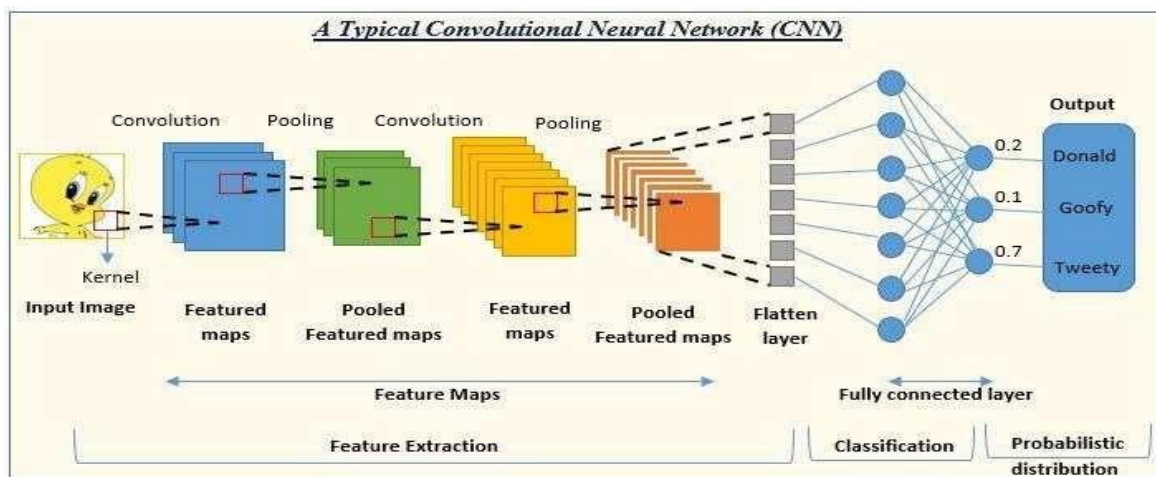 A Typical Convolutional Neural Network (CNN)
Convolution
Pooling
Convolution
Pooling
Output
0.2
Donald
0.1
Goofy
0.7
Tweety
Kernel
Input Image
Featured
maps
Pooled
Featured maps
Featured
maps
Pooled
Featured maps
Flatten
layer
Feature Maps
Fully connected layer
Feature Extraction
Classification
Probabilistic
distribution